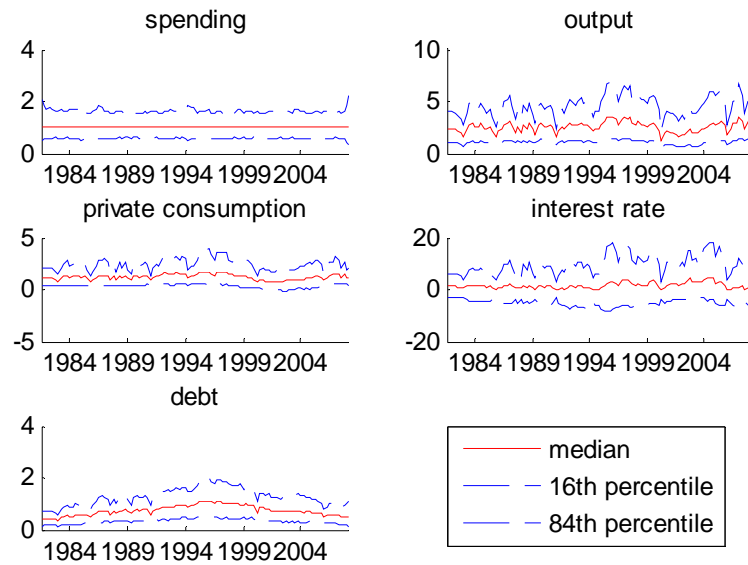 spending
4
2
0
1984 1989 1994 1999 2004
output
10
5
0
1984 1989 1994 1999 2004
private consumption
5
0
-5
1984 1989 1994 1999 2004
interest rate
20
0
-20
1984 1989 1994 1999 2004
debt
4
2
0
1984 1989 1994 1999 2004
median
16th percentile
84th percentile